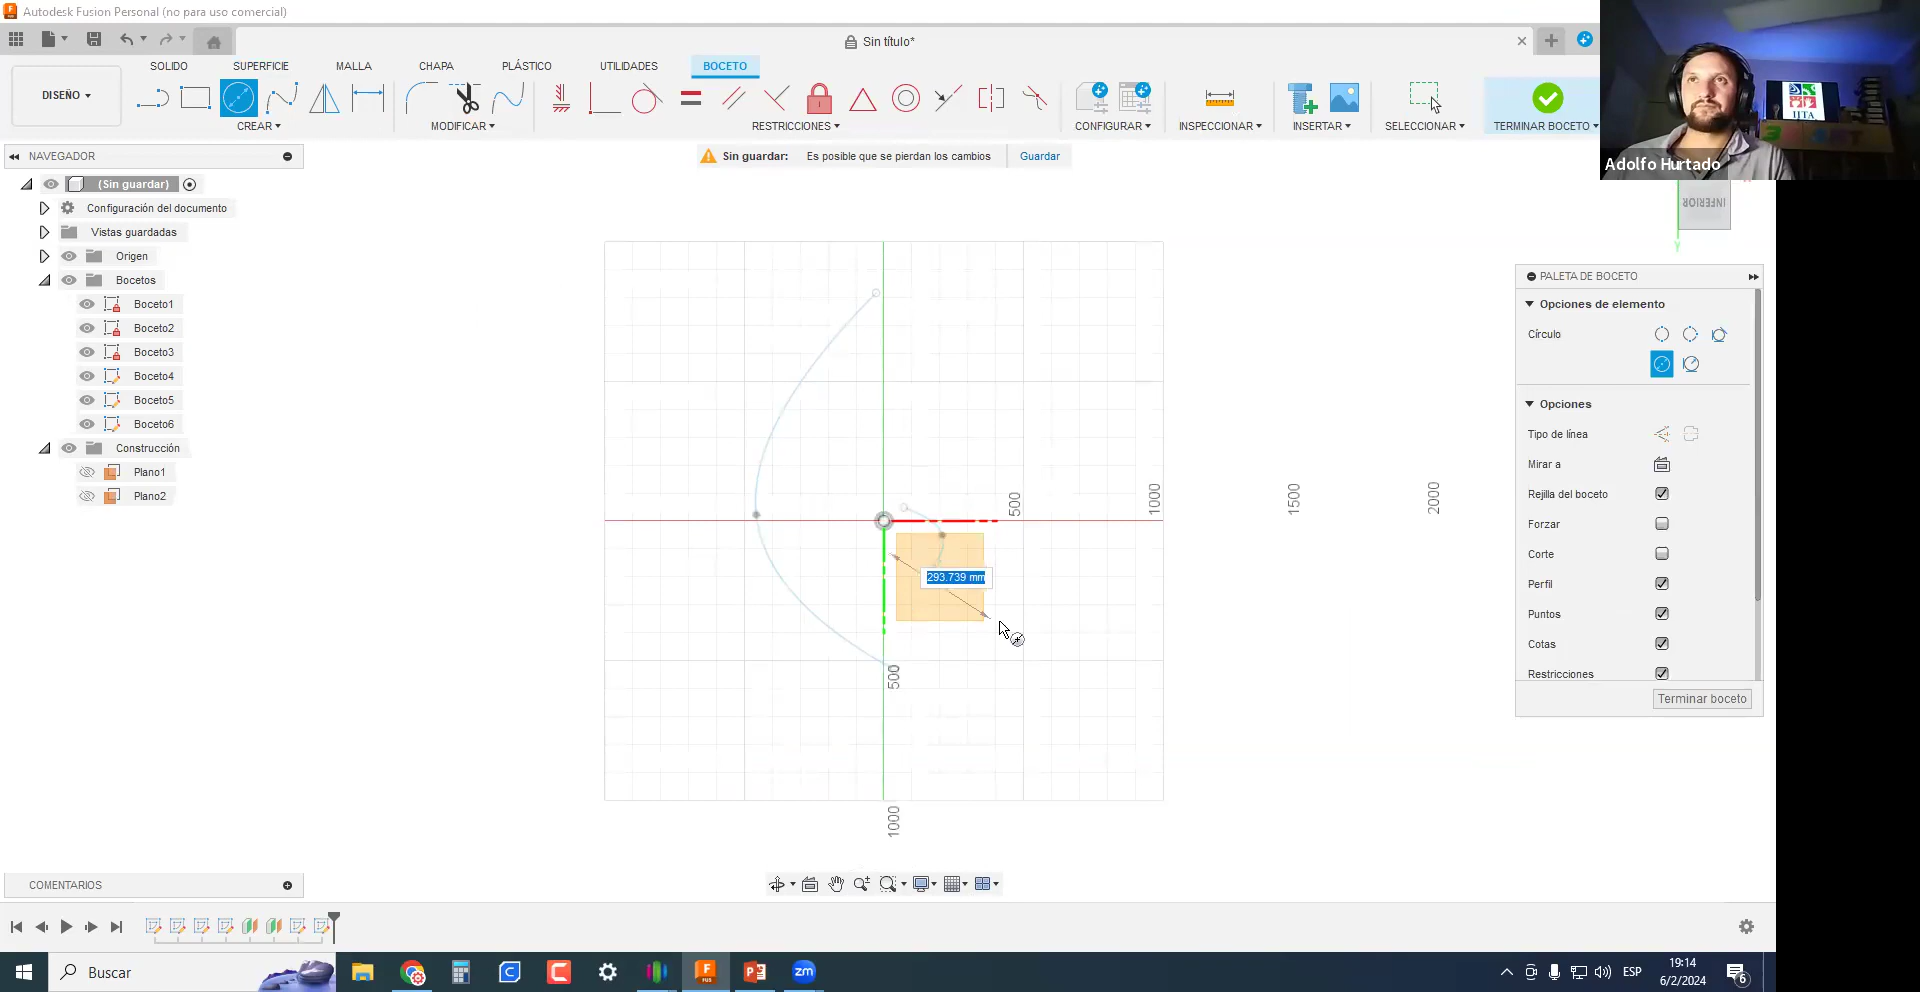 Autodesk Fusion Personal (no para uso comercial)
Sin título*
DISEÑO
SOLIDO
SUPERFICIE
MALLA
CHAPA
PLÁSTICO
UTILIDADES
BOCETO
CREAR
MODIFICAR
RESTRICCIONES
CONFIGURAR
INSPECCIONAR
INSERTAR
SELECCIONAR
TERMINAR BOCETO
IITA
Adolfo Hurtado
NAVEGADOR
Sin guardar:
Es posible que se pierdan los cambios
Guardar
(Sin guardar)
Configuración del documento
Vistas guardadas
Origen
Bocetos
Boceto1
Boceto2
Boceto3
Boceto4
Boceto5
Boceto6
Construcción
Plano1
Plano2
INFERIOR
Y
500
1000
1500
2000
293.739 mm
500
1000
PALETA DE BOCETO
Opciones de elemento
Círculo
Opciones
Tipo de línea
Mirar a
Rejilla del boceto
Forzar
Corte
Perfil
Puntos
Cotas
Restricciones
Terminar boceto
COMENTARIOS
Buscar
zm
ESP
19:14
6/2/2024
6